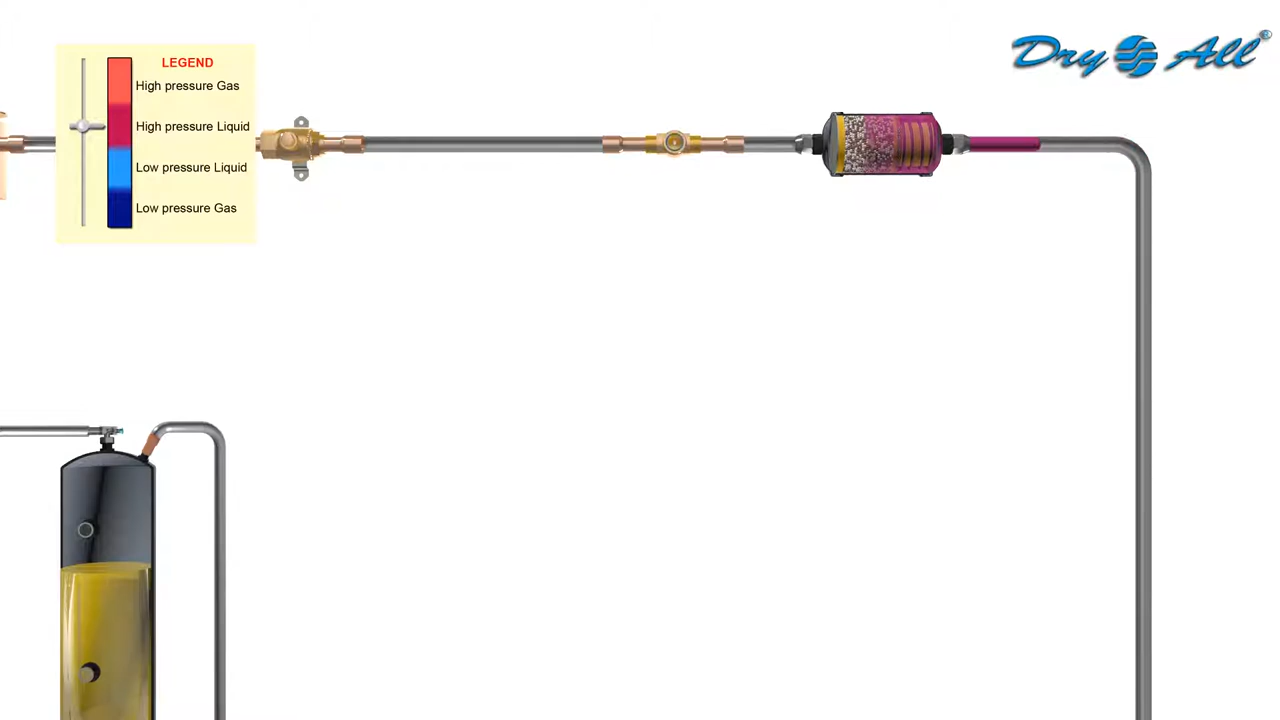 LEGEND
High pressure Gas
High pressure Liquid
Low pressure Liquid
Low pressure Gas
Dry All®